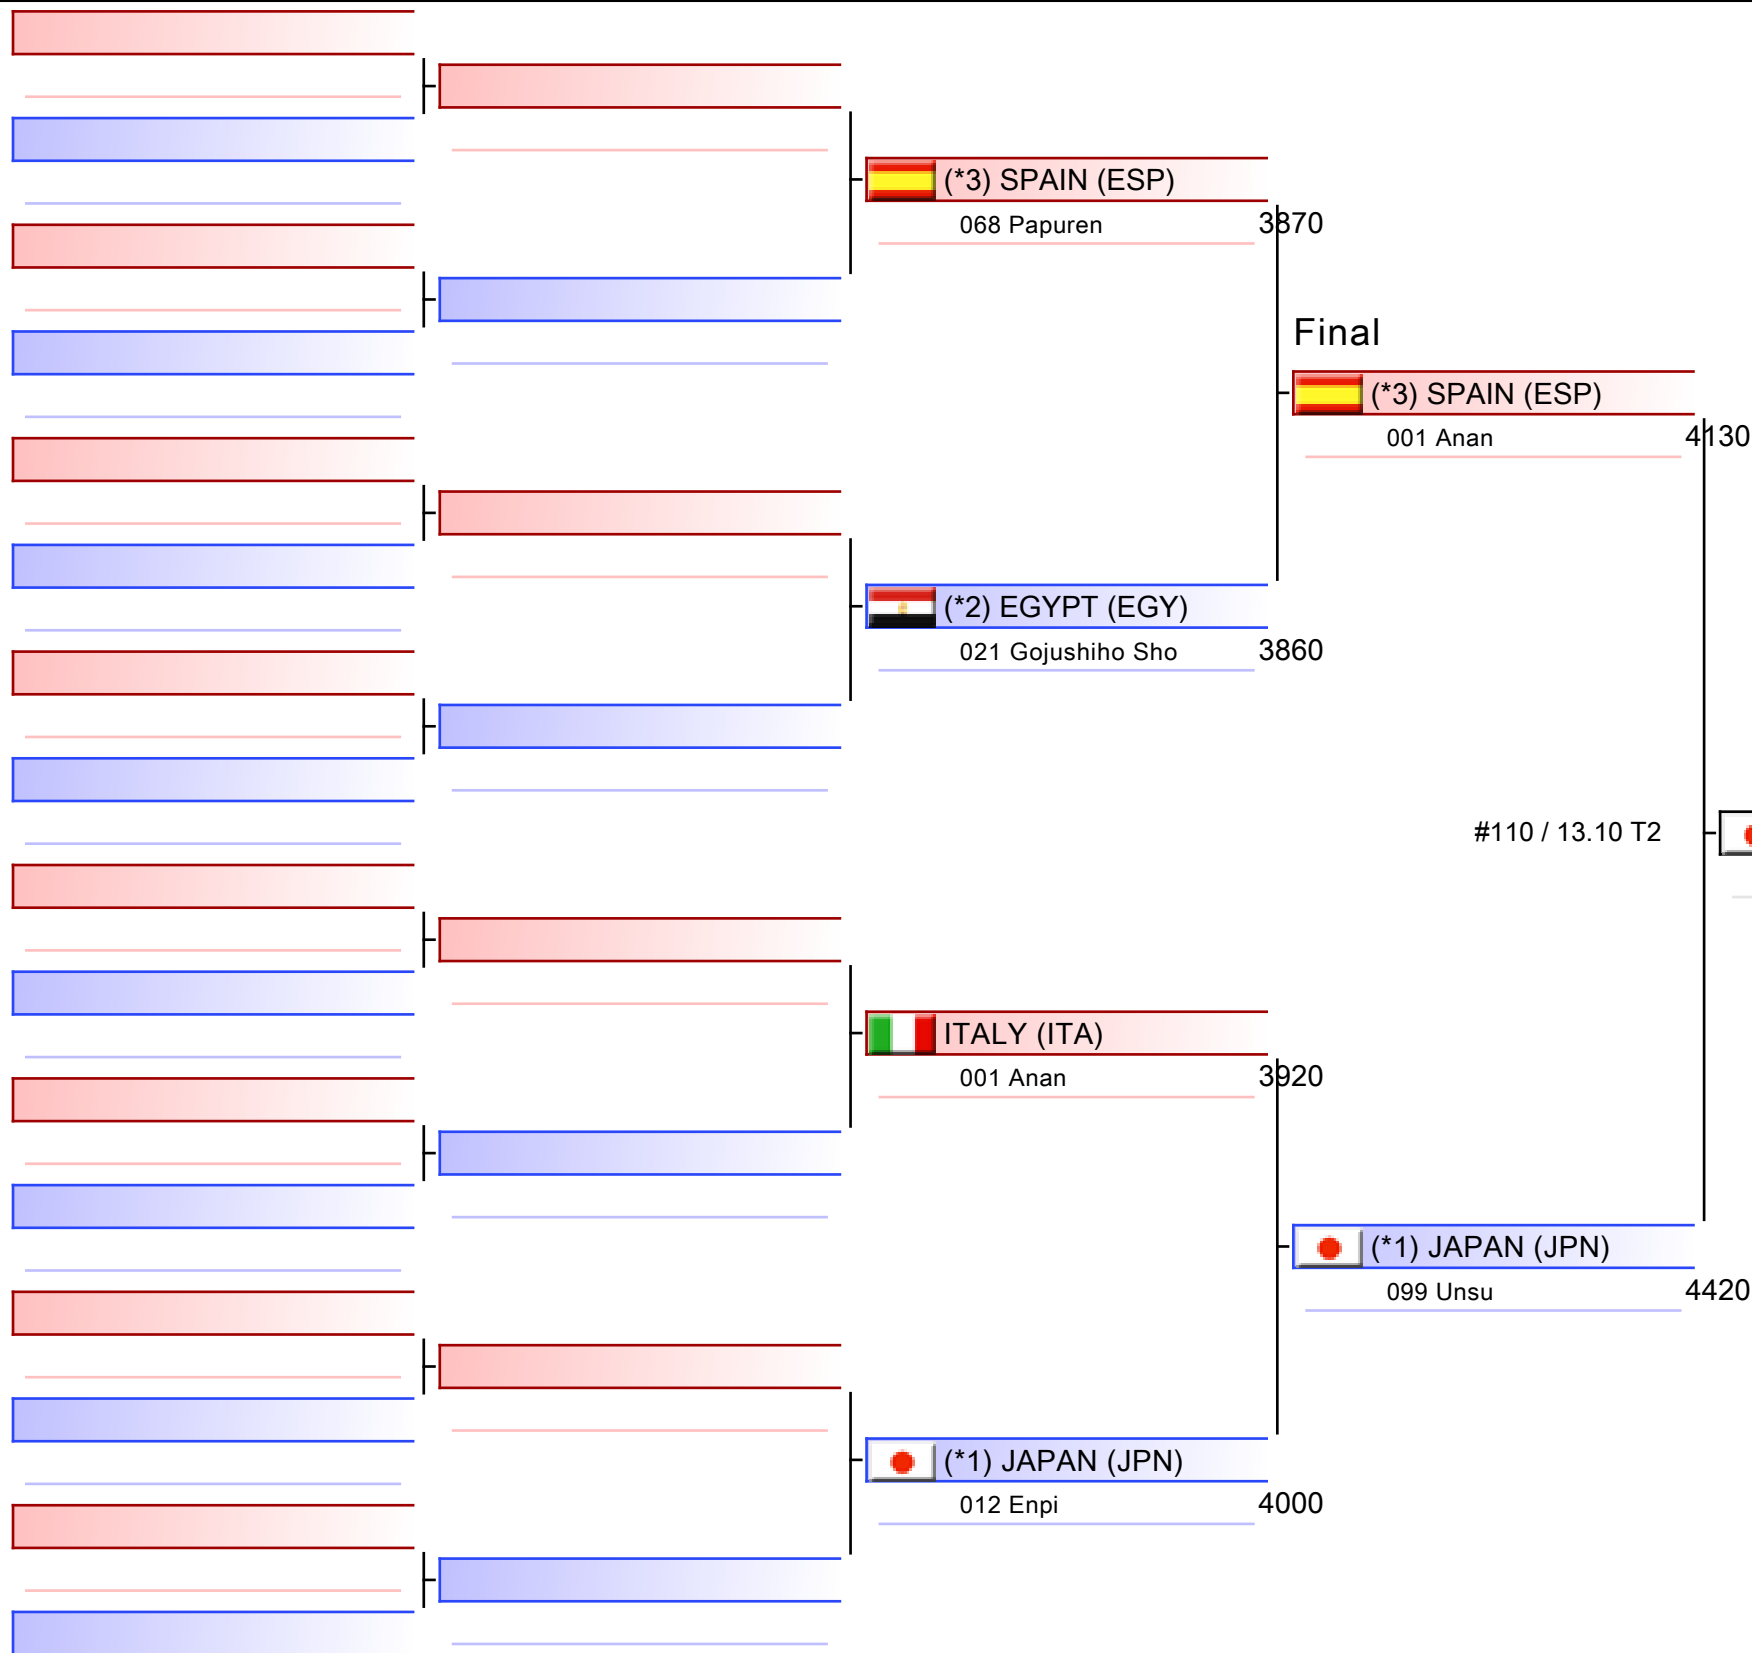 (*3) SPAIN (ESP)
068 Papuren 3870
Final
(*3) SPAIN (ESP)
001 Anan 4130
(*2) EGYPT (EGY)
021 Gojushiho Sho 3860
#110 / 13.10 T2
ITALY (ITA)
001 Anan 3920
(*1) JAPAN (JPN)
099 Unsu 4420
(*1) JAPAN (JPN)
012 Enpi 4000